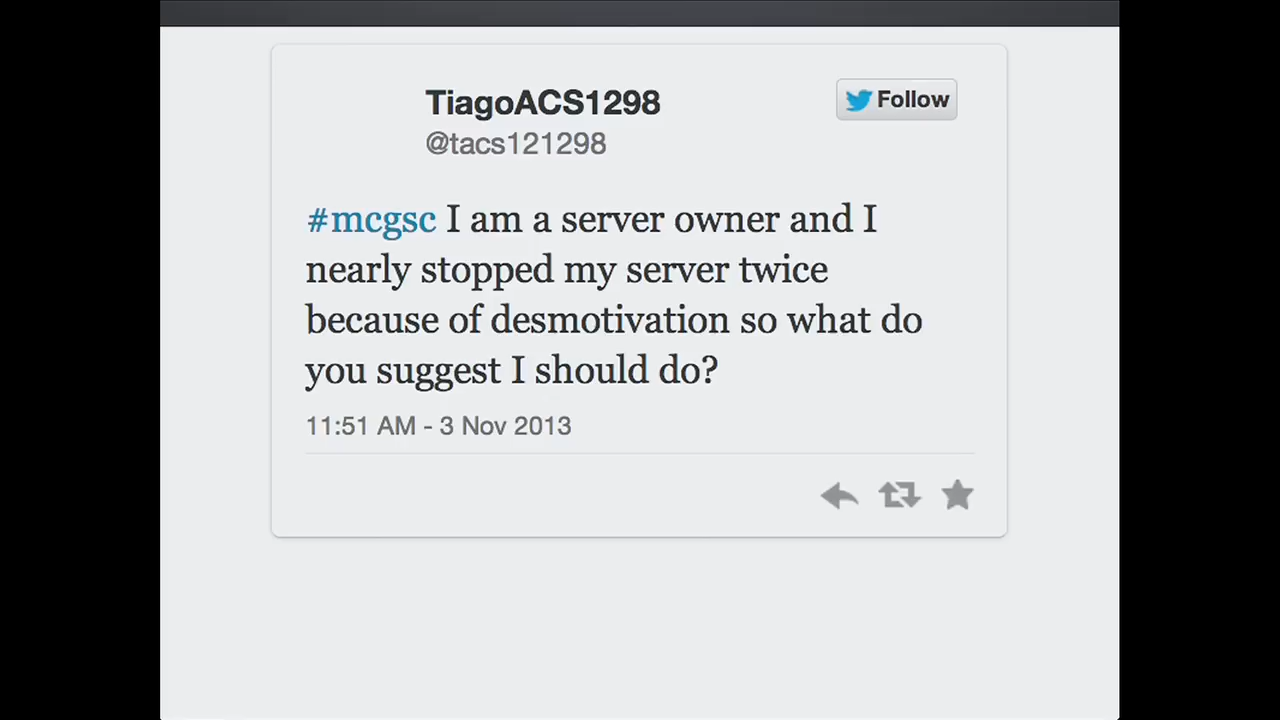 TiagoACS1298
Follow
@tacs121298
#mcgsc I am a server owner and I
nearly stopped my server twice
because of desmotivation so what do
you suggest I should do?
11:51 AM - 3 Nov 2013